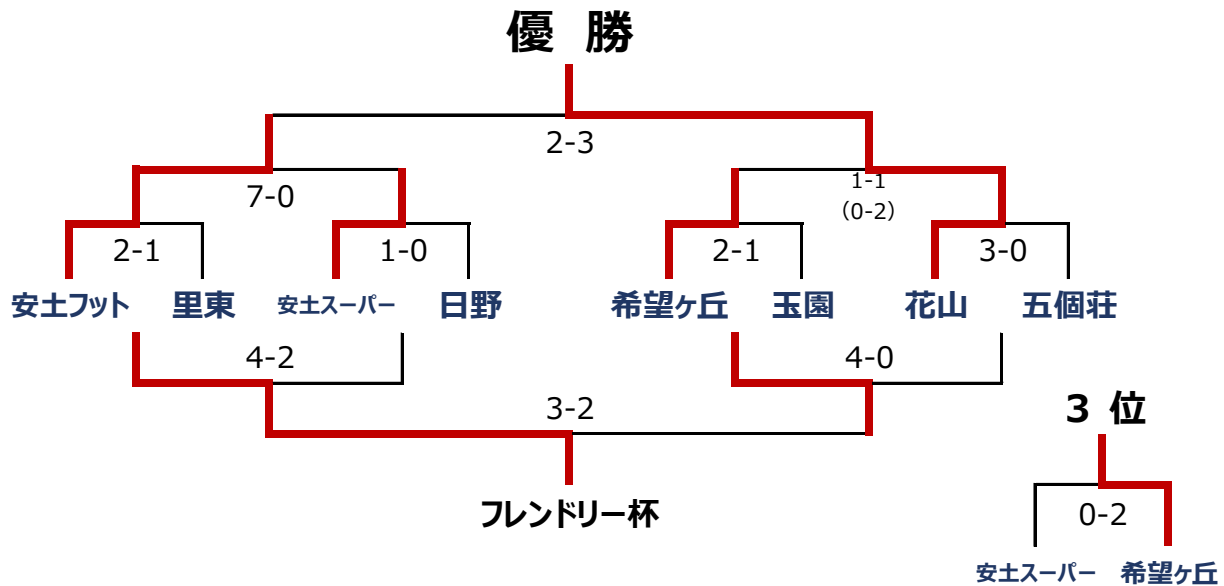 優 勝
2-3
7-0
1-1
(0-2)
2-1
1-0
2-1
3-0
安土フット 里東 安土スーパー 日野 希望ヶ丘 玉園 花山 五個荘
4-2
4-0
3-2
3 位
フレンドリー杯
0-2
安土スーパー 希望ヶ丘